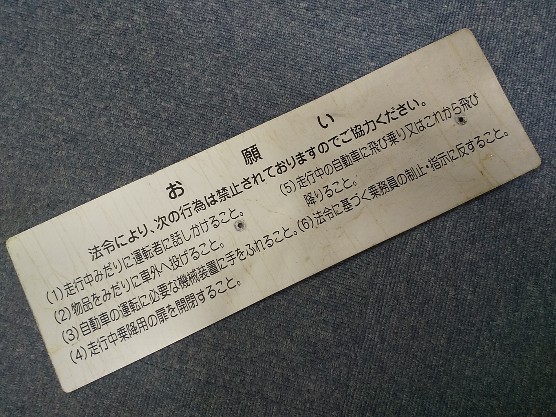 お願い
法令により、次の行為は禁止されておりますのでご協力ください。
(1)走行中みだりに運転者に話しかけること。
(2)物品をみだりに車外へ投げること。
(3)自動車の運転に必要な機械装置に手をふれること。
(4)走行中乗降用の扉を開閉すること。
(5)走行中の自動車に飛び乗り又はこれから飛び
降りること。
(6)法令に基づく乗務員の制止・指示に反すること。